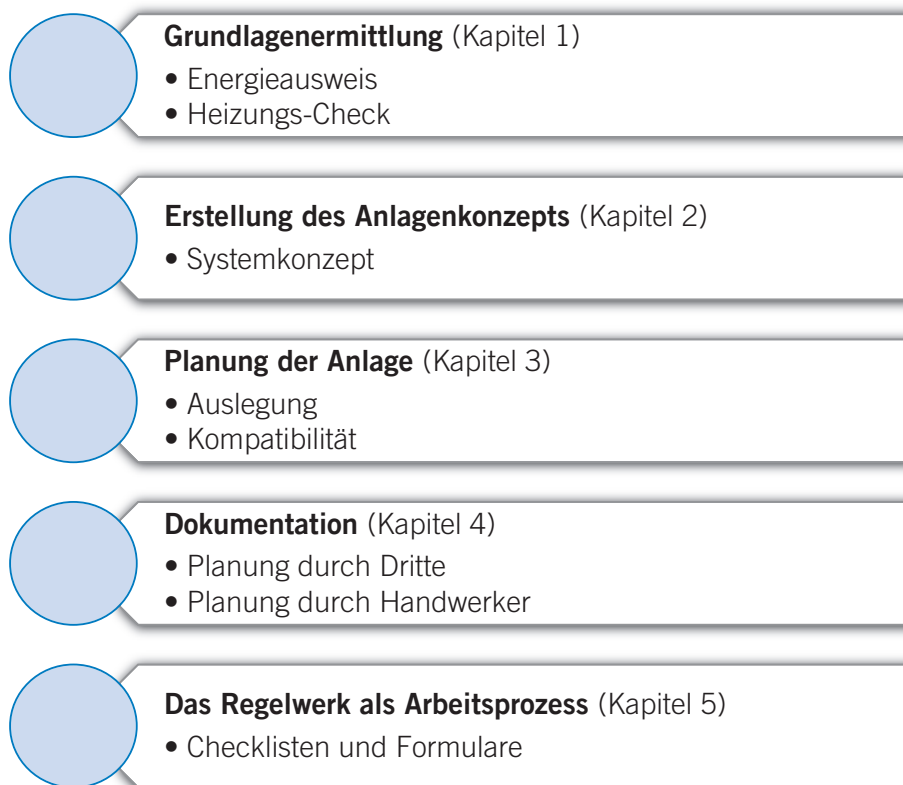 Grundlagenermittlung (Kapitel 1)
• Energieausweis
• Heizungs-Check
Erstellung des Anlagenkonzepts (Kapitel 2)
• Systemkonzept
Planung der Anlage (Kapitel 3)
• Auslegung
• Kompatibilität
Dokumentation (Kapitel 4)
• Planung durch Dritte
• Planung durch Handwerker
Das Regelwerk als Arbeitsprozess (Kapitel 5)
• Checklisten und Formulare